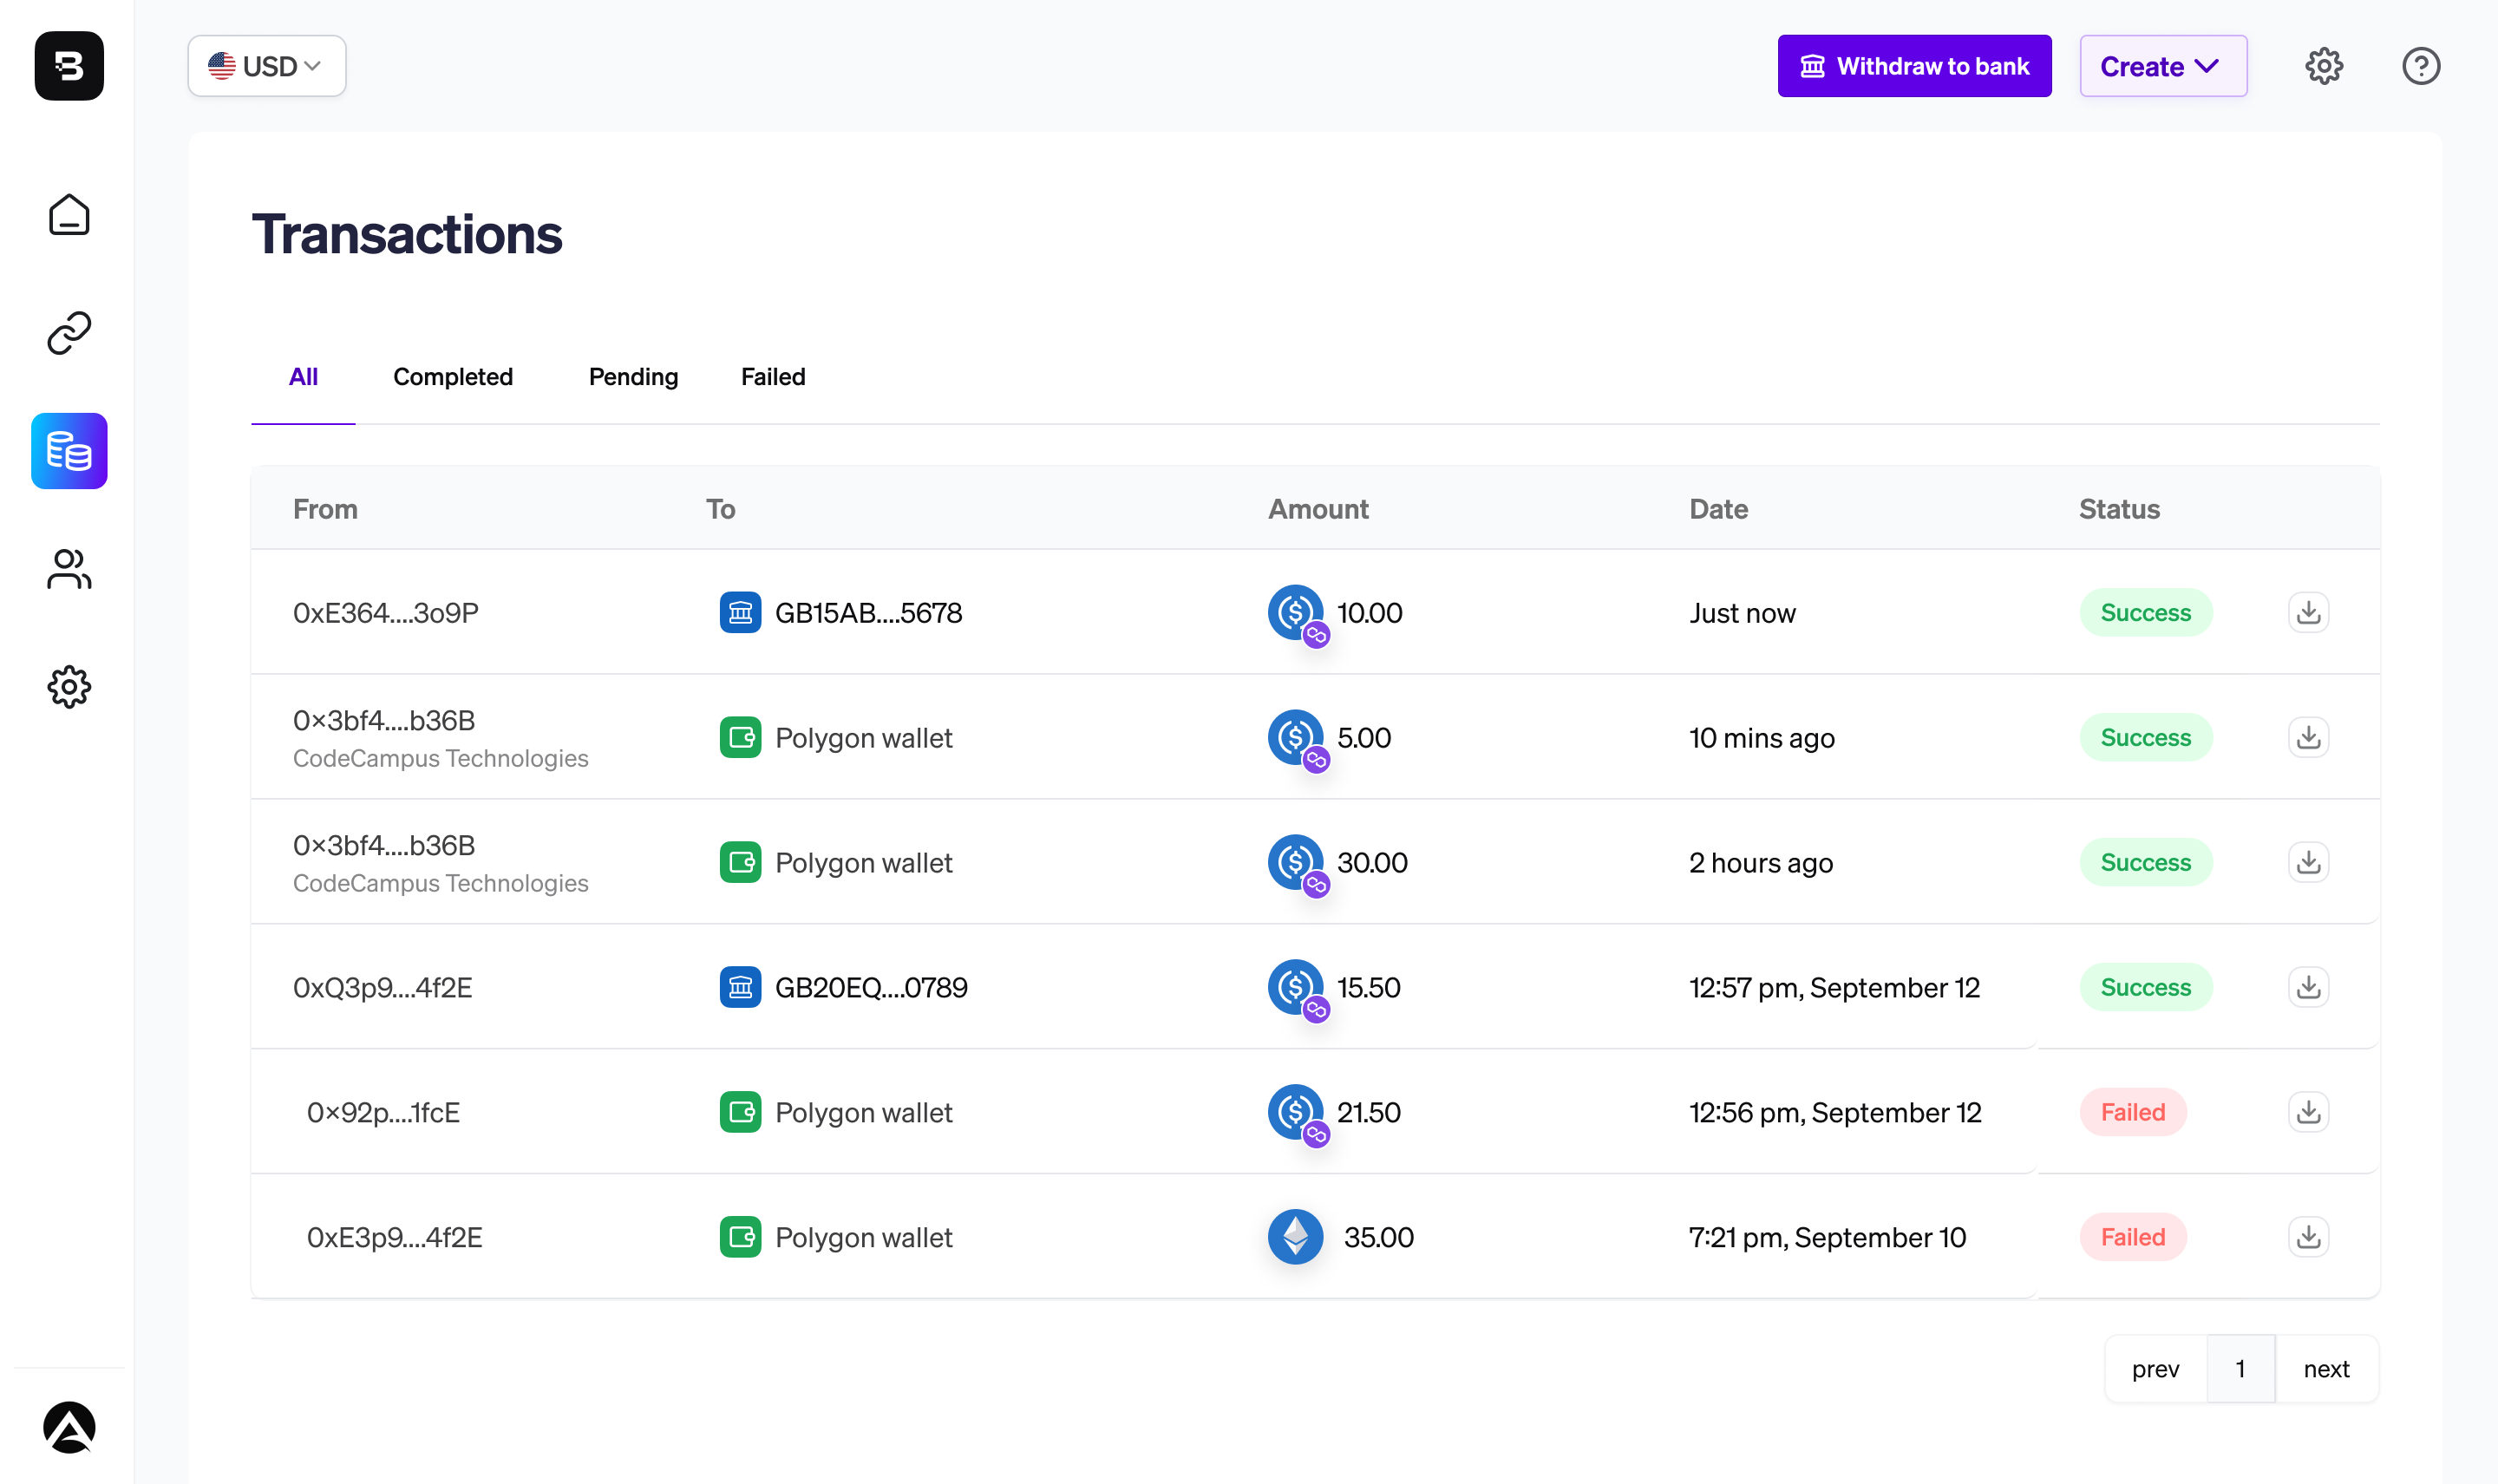 B
USD
Withdraw to bank
Create
Transactions
All Completed Pending Failed
From To Amount Date Status
0xE364....3o9P GB15AB....5678 10.00 Just now Success
0×3bf4....b36B
CodeCampus Technologies
Polygon wallet 5.00 10 mins ago Success
0×3bf4....b36B
CodeCampus Technologies
Polygon wallet 30.00 2 hours ago Success
0xQ3p9....4f2E GB20EQ....0789 15.50 12:57 pm, September 12 Success
0×92p....1fcE Polygon wallet 21.50 12:56 pm, September 12 Failed
0xE3p9....4f2E Polygon wallet 35.00 7:21 pm, September 10 Failed
prev 1 next